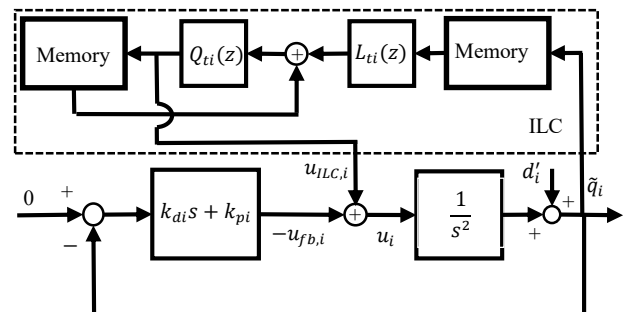 Memory
Q_{ti}(z)
+
L_{ti}(z)
Memory
ILC
u_{ILC,i}
d'_i
q̃_i
0
+
−
k_{di}s + k_{pi}
−u_{fb,i}
+
u_i
1/s²
+
+